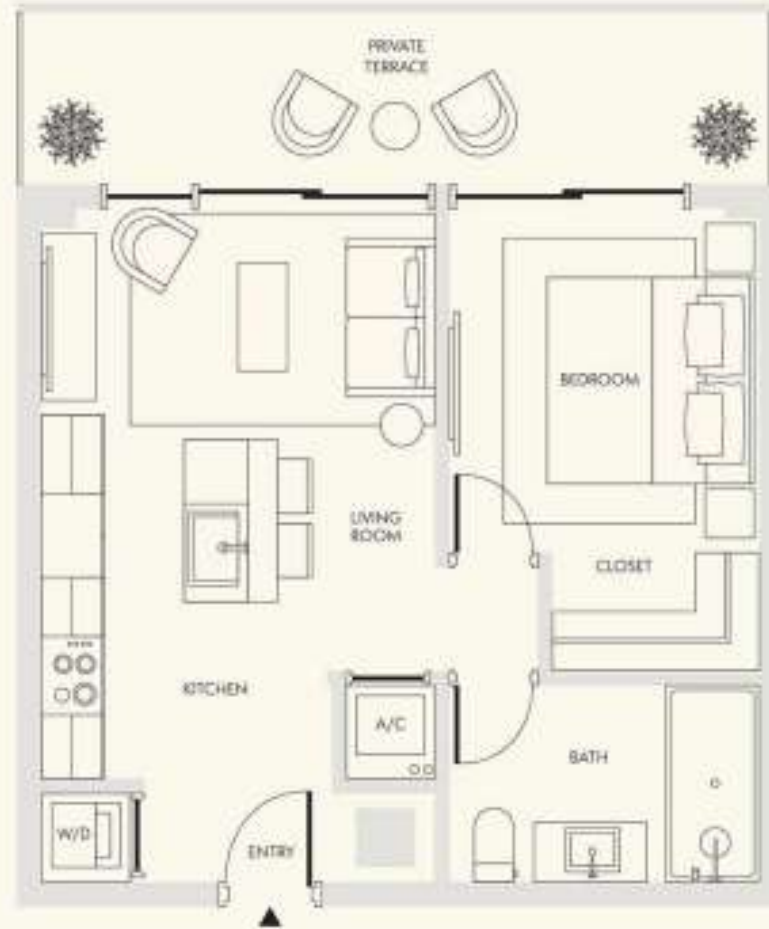 PRIVATE
TERRACE
BEDROOM
LIVING
ROOM
CLOSET
KITCHEN
A/C
BATH
W/D
ENTRY